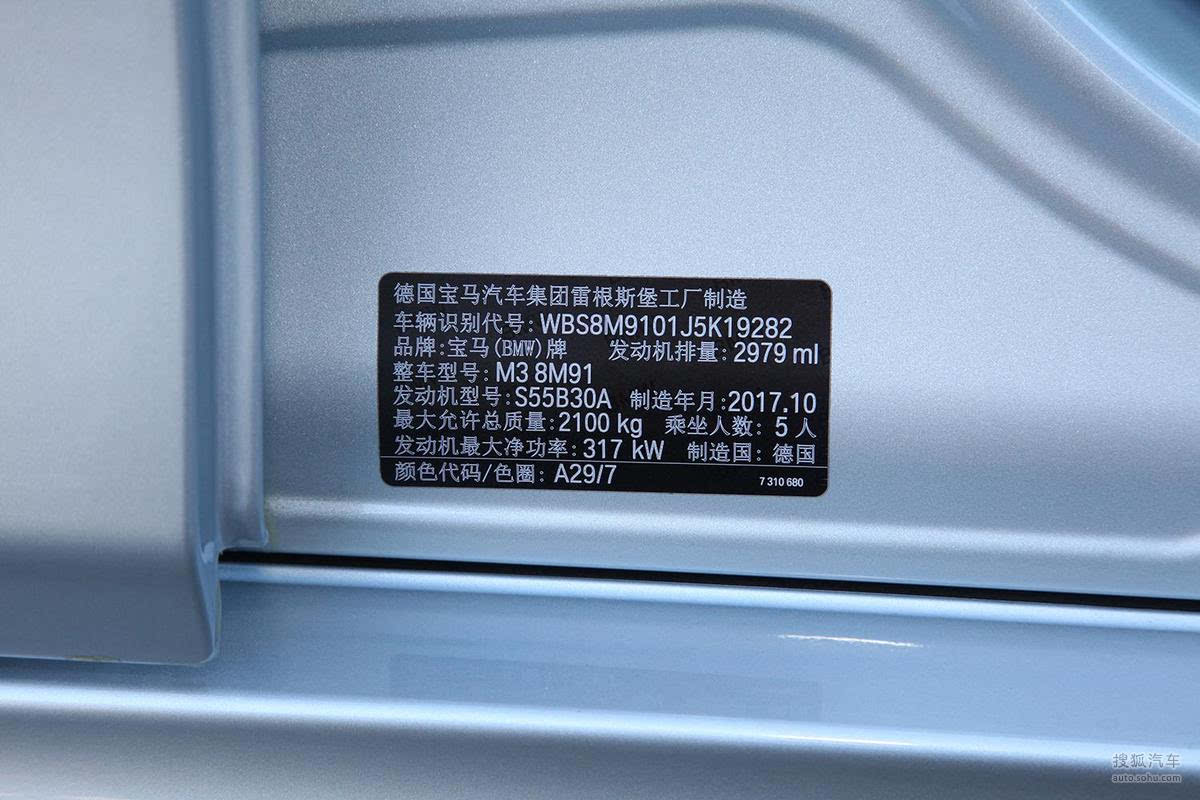 德国宝马汽车集团雷根斯堡工厂制造
车辆识别代号: WBS8M9101J5K19282
品牌:宝马(BMW)牌 发动机排量: 2979 ml
整车型号: M3 8M91
发动机型号: S55B30A 制造年月: 2017.10
最大允许总质量: 2100 kg 乘坐人数: 5 人
发动机最大净功率: 317 kW 制造国: 德国
颜色代码/色圈: A29/7 7 310 680
搜狐汽车
auto.sohu.com